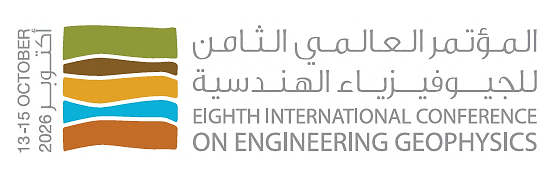 المؤتمر العالمي الثامن
للجيوفيزياء الهندسية
EIGHTH INTERNATIONAL CONFERENCE
ON ENGINEERING GEOPHYSICS
13-15 OCTOBER
2026 أكتوبر